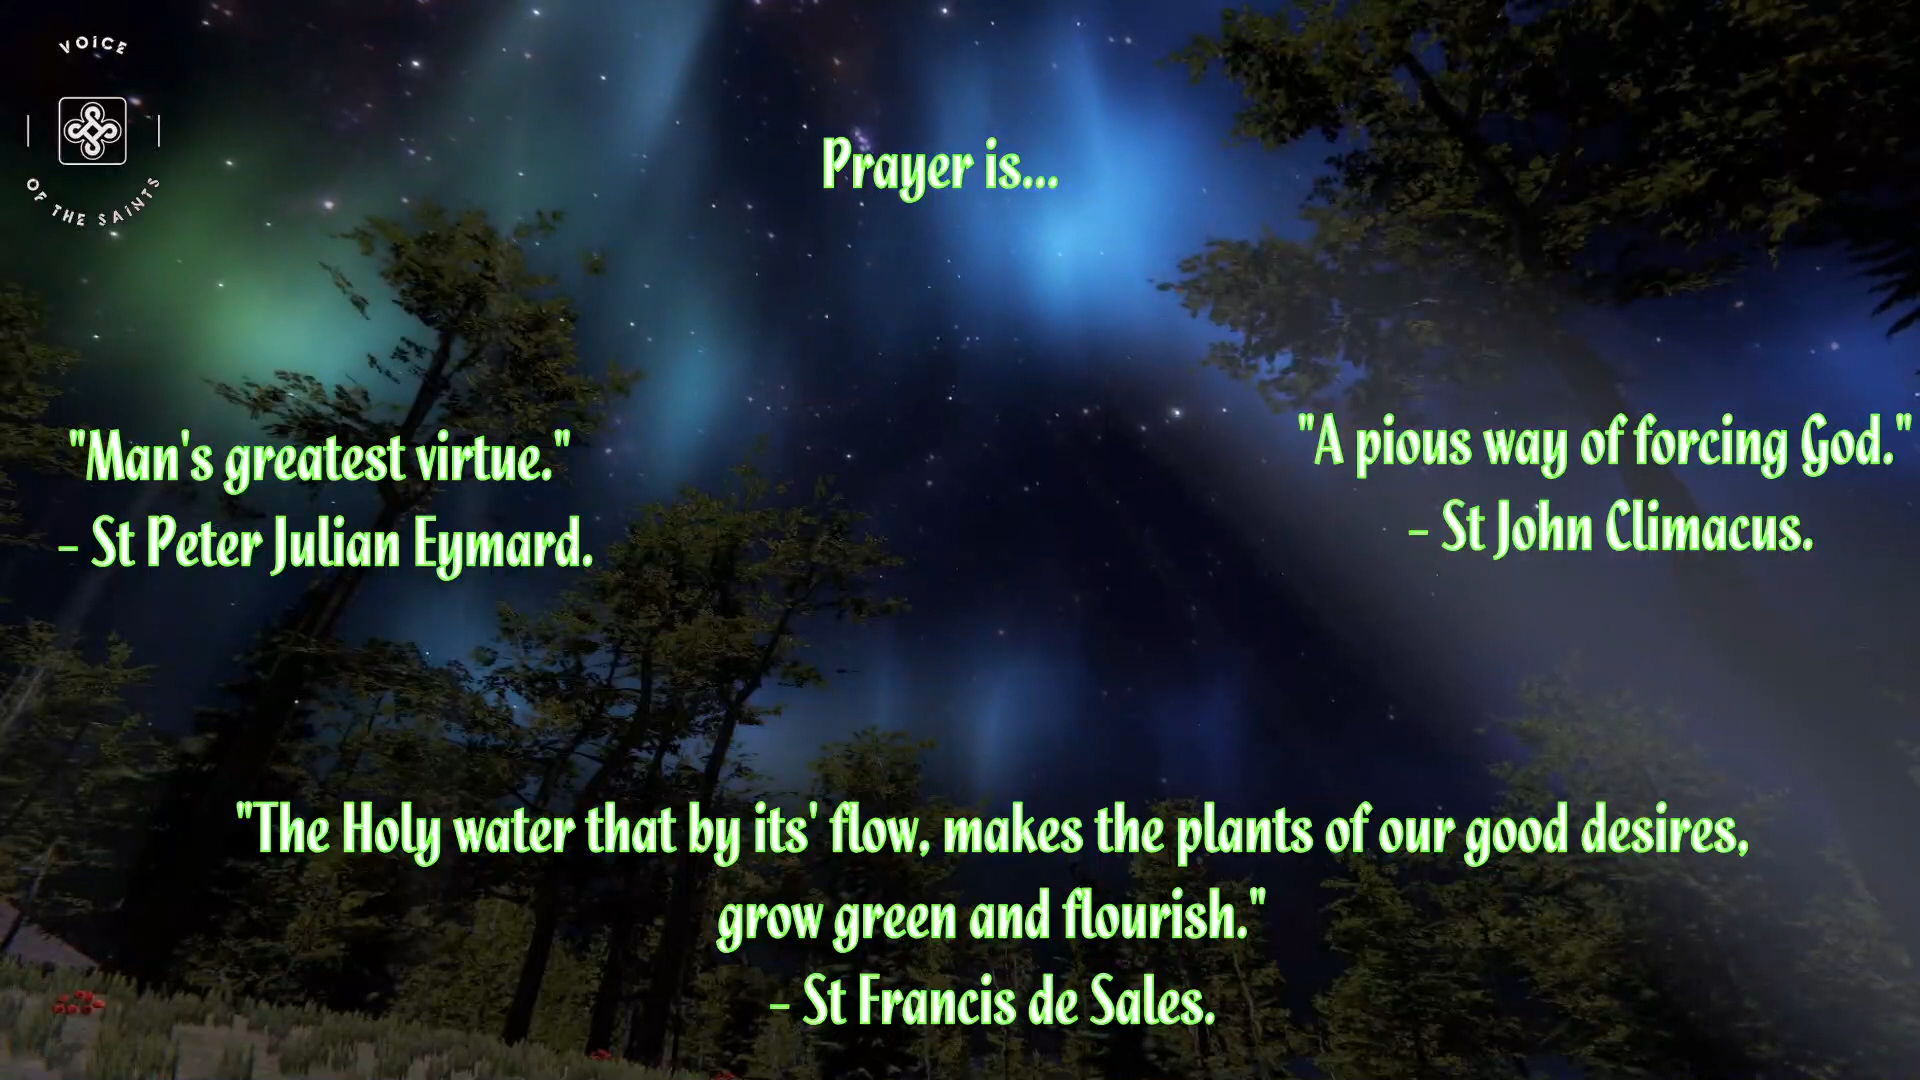 VOICE
OF THE SAINTS
Prayer is...
"Man's greatest virtue."
- St Peter Julian Eymard.
"A pious way of forcing God."
- St John Climacus.
"The Holy water that by its' flow, makes the plants of our good desires,
grow green and flourish."
- St Francis de Sales.